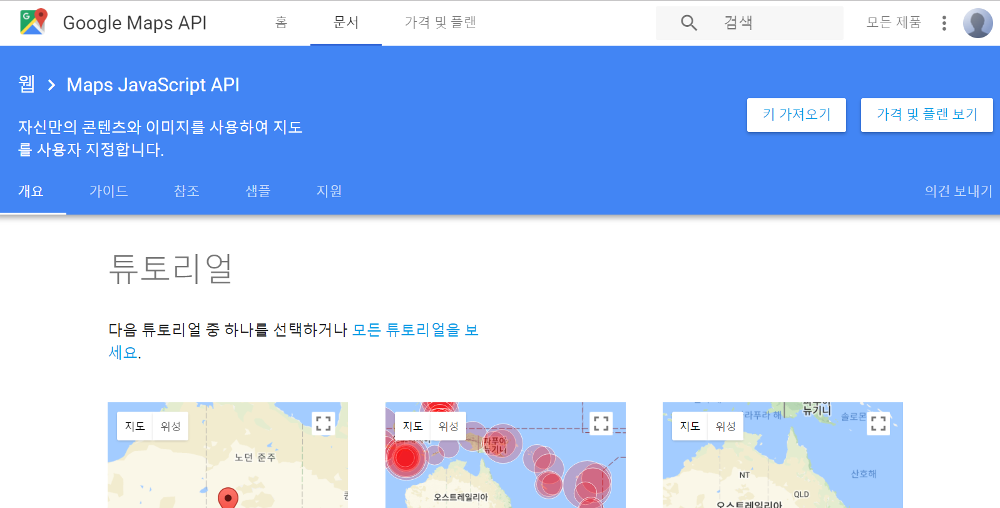 Google Maps API
홈
문서
가격 및 플랜
검색
모든 제품
웹 > Maps JavaScript API
키 가져오기
가격 및 플랜 보기
자신만의 콘텐츠와 이미지를 사용하여 지도
를 사용자 지정합니다.
개요
가이드
참조
샘플
지원
의견 보내기
튜토리얼
다음 튜토리얼 중 하나를 선택하거나 모든 튜토리얼을 보
세요.
지도
위성
노던 준주
지도
위성
파푸아
뉴기니
오스트레일리아
지도
위성
라푸라 해
뉴기니
솔로몬
NT
산호해
QLD
오스트레일리아